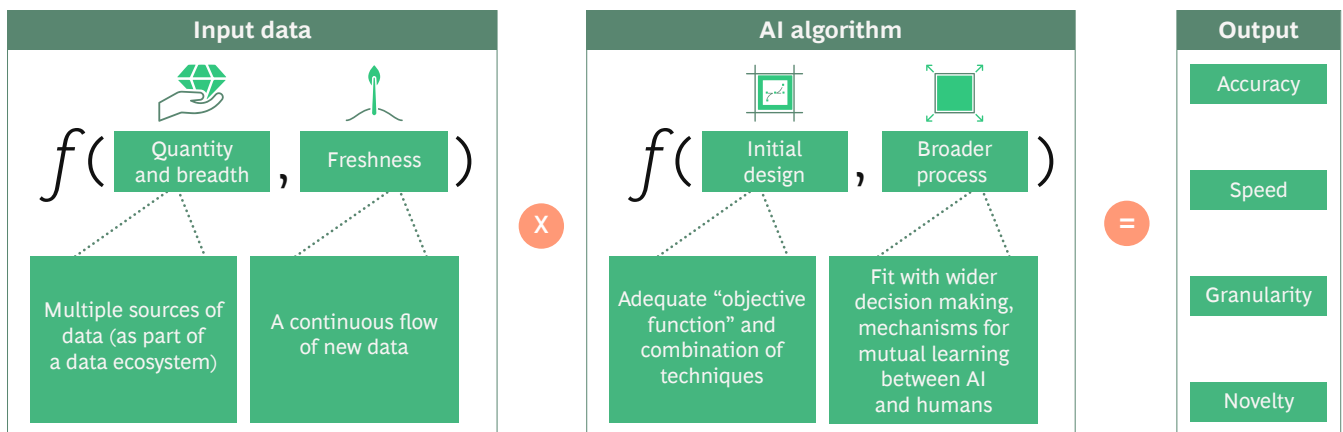 Input data
f( Quantity
and breadth , Freshness )
Multiple sources of
data (as part of
a data ecosystem)
A continuous flow
of new data
X
AI algorithm
f( Initial
design , Broader
process )
Adequate “objective
function” and
combination of
techniques
Fit with wider
decision making,
mechanisms for
mutual learning
between AI
and humans
=
Output
Accuracy
Speed
Granularity
Novelty